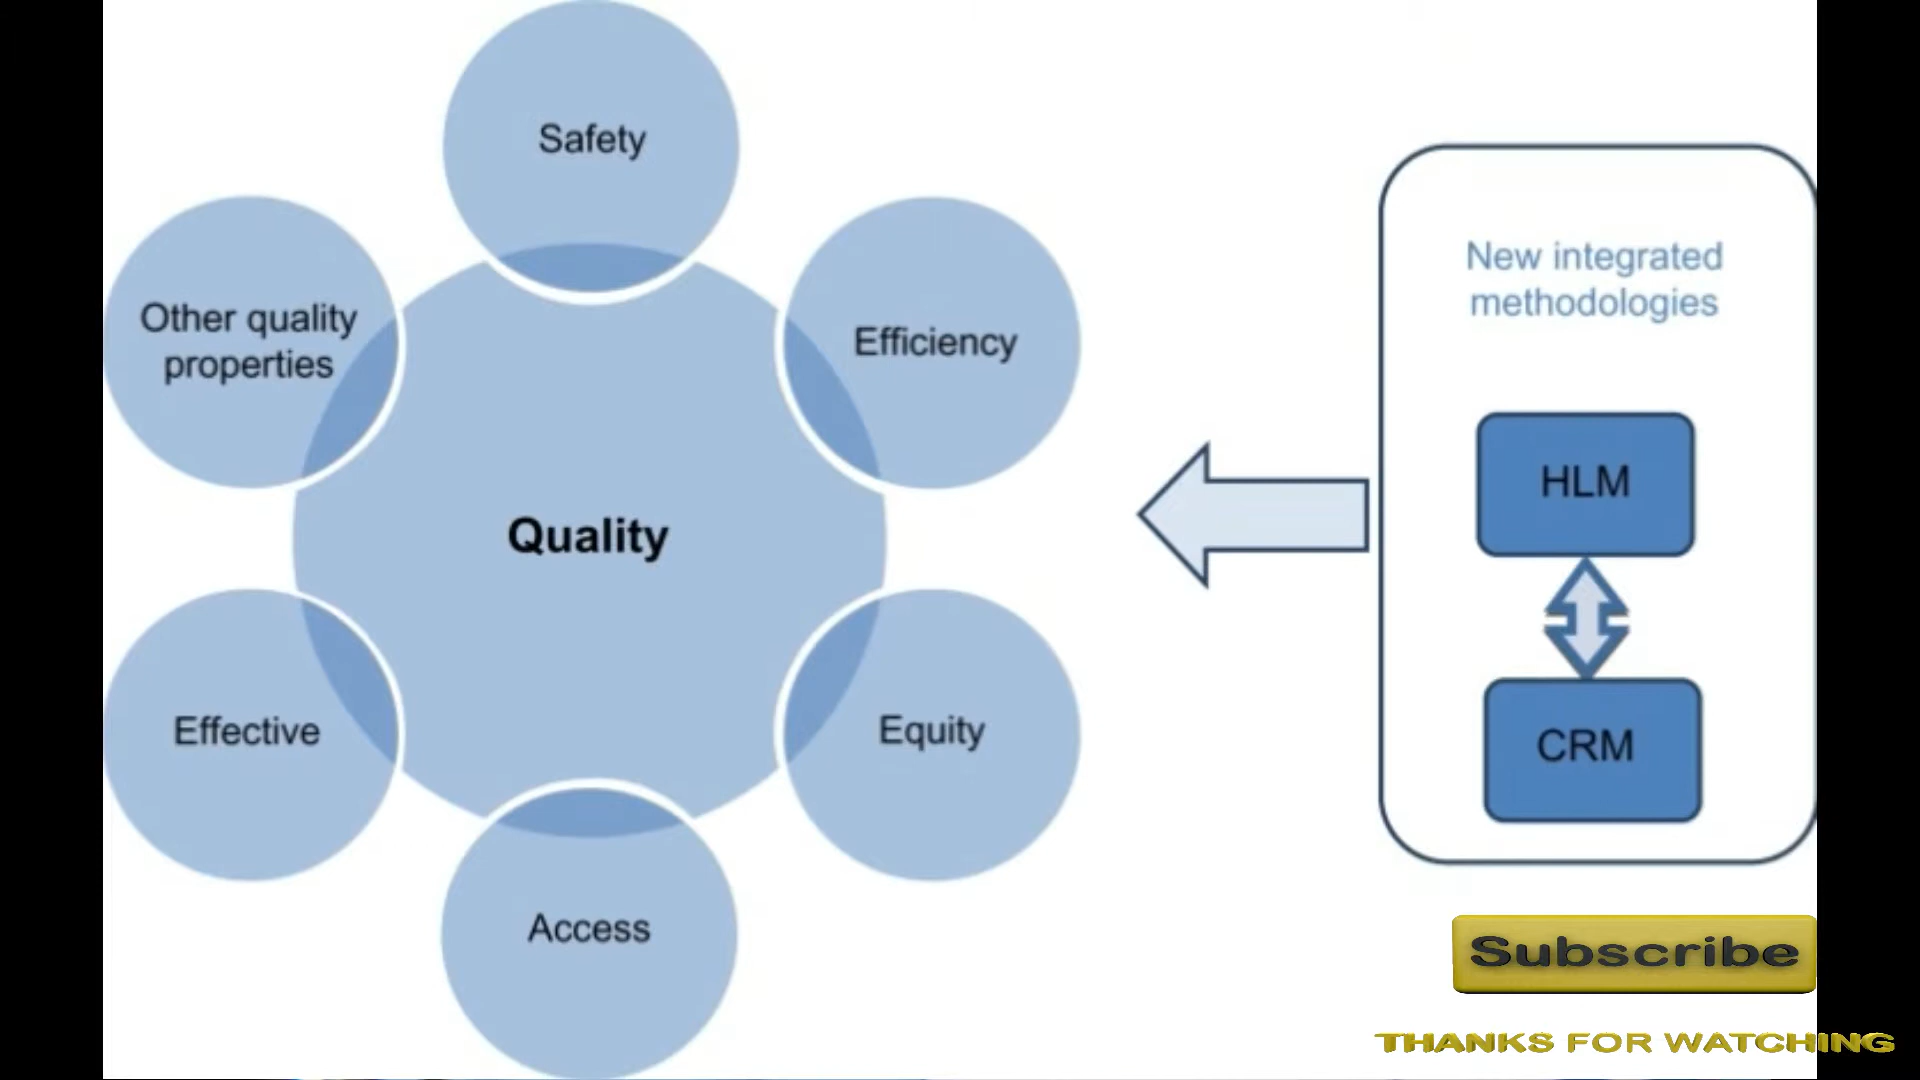 Safety
Other quality
properties
Efficiency
Quality
Effective
Equity
Access
New integrated
methodologies
HLM
CRM
Subscribe
THANKS FOR WATCHING